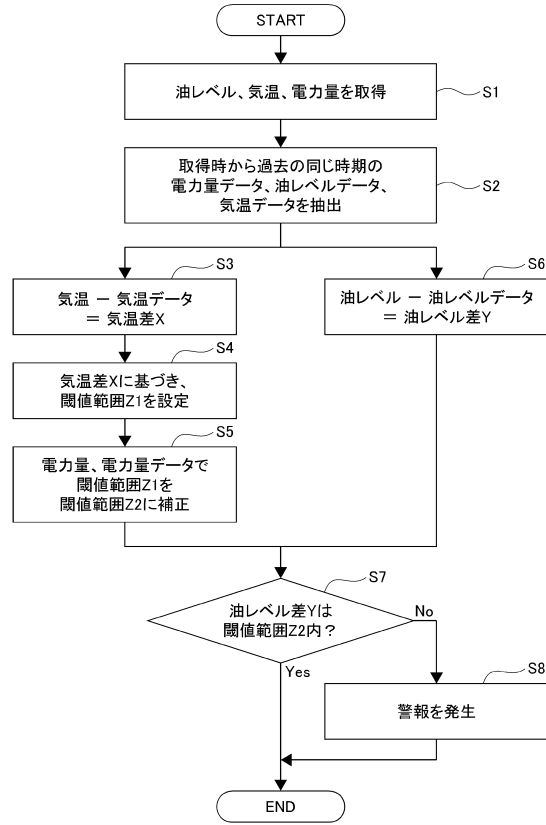 START
油レベル、気温、電力量を取得
S1
取得時から過去の同じ時期の
電力量データ、油レベルデータ、
気温データを抽出
S2
S3
気温 － 気温データ
＝ 気温差X
S6
油レベル － 油レベルデータ
＝ 油レベル差Y
S4
気温差Xに基づき、
閾値範囲Z1を設定
S5
電力量、電力量データで
閾値範囲Z1を
閾値範囲Z2に補正
S7
油レベル差Yは
閾値範囲Z2内？
No
Yes
S8
警報を発生
END